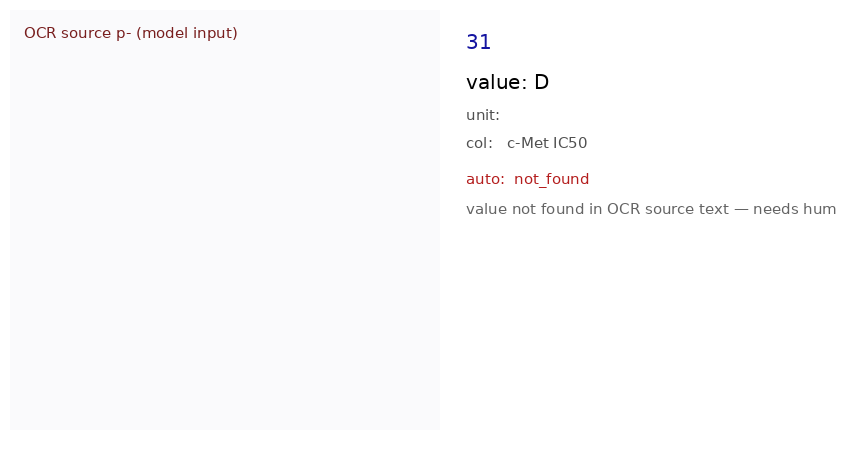 OCR source p- (model input)
31
value: D
unit:
col: c-Met IC50
auto: not_found
value not found in OCR source text — needs hum